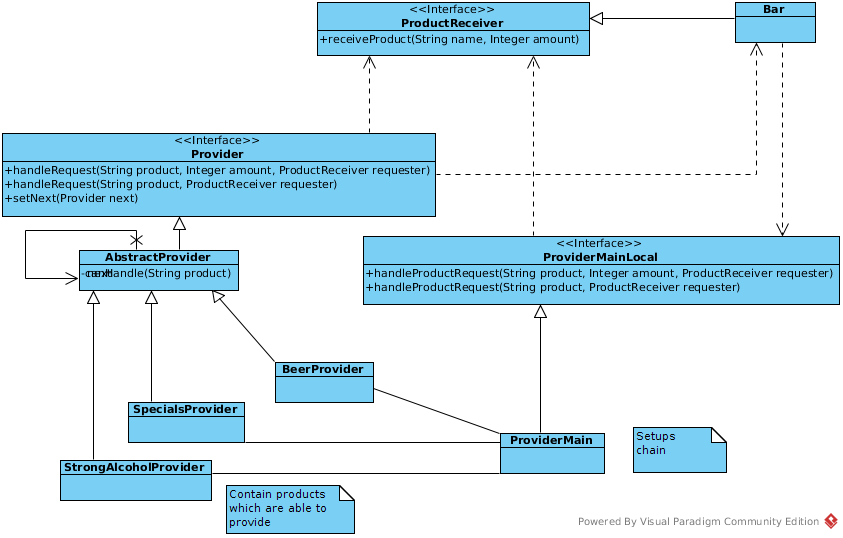 <<Interface>>
ProductReceiver
+receiveProduct(String name, Integer amount)
Bar
<<Interface>>
Provider
+handleRequest(String product, Integer amount, ProductReceiver requester)
+handleRequest(String product, ProductReceiver requester)
+setNext(Provider next)
<<Interface>>
ProviderMainLocal
+handleProductRequest(String product, Integer amount, ProductReceiver requester)
+handleProductRequest(String product, ProductReceiver requester)
AbstractProvider
(String product)
BeerProvider
SpecialsProvider
ProviderMain
Setups
chain
StrongAlcoholProvider
Contain products
which are able to
provide
Powered By Visual Paradigm Community Edition